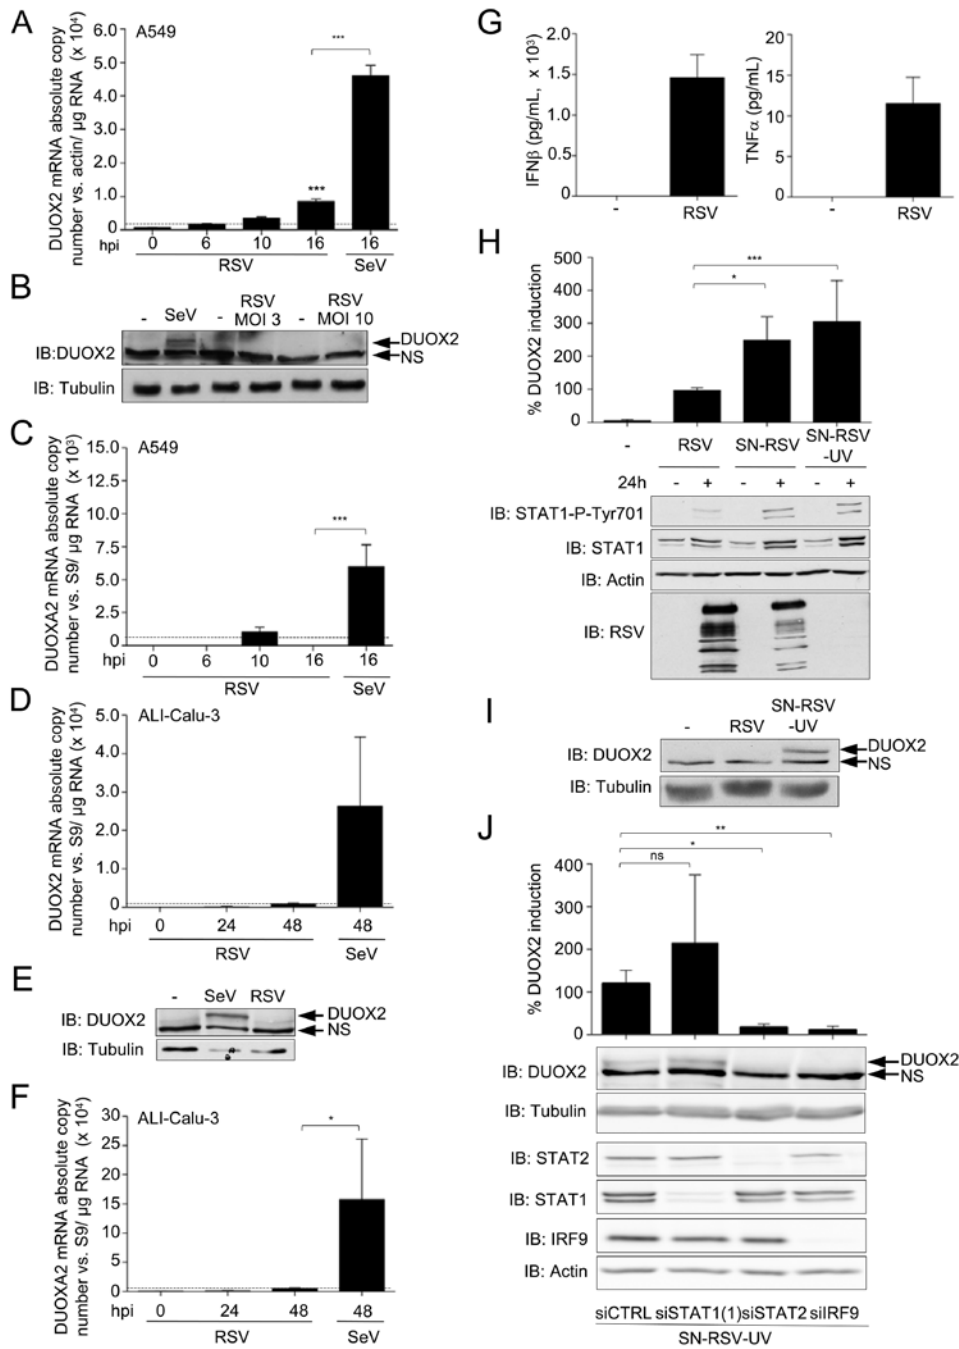 A
A549
DUOX2 mRNA absolute copy
number vs. actin/ µg RNA (x 10⁴)
6.0
5.0
4.0
3.0
2.0
1.0
0
***
***
hpi 0 6 10 16 16
RSV SeV
B
- SeV - RSV MOI 3 - RSV MOI 10
IB:DUOX2
DUOX2
NS
IB: Tubulin
C
A549
DUOXA2 mRNA absolute copy
number vs. S9/ µg RNA (x 10³)
15.0
12.5
10.0
7.5
5.0
2.5
0
***
hpi 0 6 10 16 16
RSV SeV
D
ALI-Calu-3
DUOX2 mRNA absolute copy
number vs. S9/ µg RNA (x 10⁴)
5.0
4.0
3.0
2.0
1.0
0
hpi 0 24 48 48
RSV SeV
E
- SeV RSV
IB: DUOX2
DUOX2
NS
IB: Tubulin
F
ALI-Calu-3
DUOXA2 mRNA absolute copy
number vs. S9/ µg RNA (x 10⁴)
30
25
20
15
10
5
0
*
hpi 0 24 48 48
RSV SeV
G
IFNβ (pg/mL, x 10³)
2.0
1.5
1.0
0.5
0
- RSV
TNFα (pg/mL)
20
15
10
5
0
- RSV
H
% DUOX2 induction
500
400
300
200
100
0
***
*
- RSV SN-RSV SN-RSV
-UV
24h - + - + - +
IB: STAT1-P-Tyr701
IB: STAT1
IB: Actin
IB: RSV
I
- RSV SN-RSV
-UV
IB: DUOX2
DUOX2
NS
IB: Tubulin
J
% DUOX2 induction
400
300
200
100
0
**
*
ns
IB: DUOX2
DUOX2
NS
IB: Tubulin
IB: STAT2
IB: STAT1
IB: IRF9
IB: Actin
siCTRL siSTAT1(1) siSTAT2 siIRF9
SN-RSV-UV